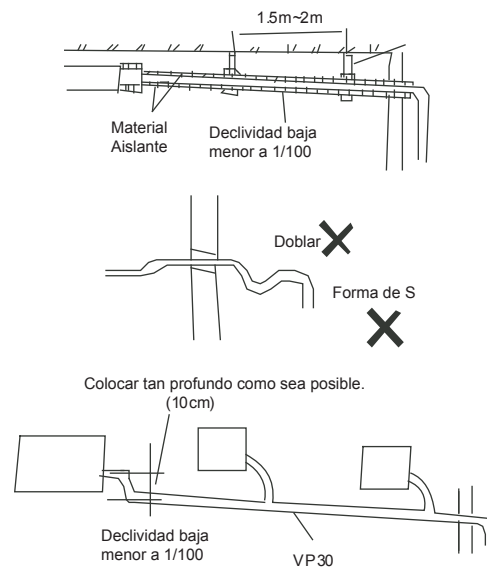 1.5m~2m
Material
Aislante
Declividad baja
menor a 1/100
Doblar
Forma de S
Colocar tan profundo como sea posible.
(10cm)
Declividad baja
menor a 1/100
VP30